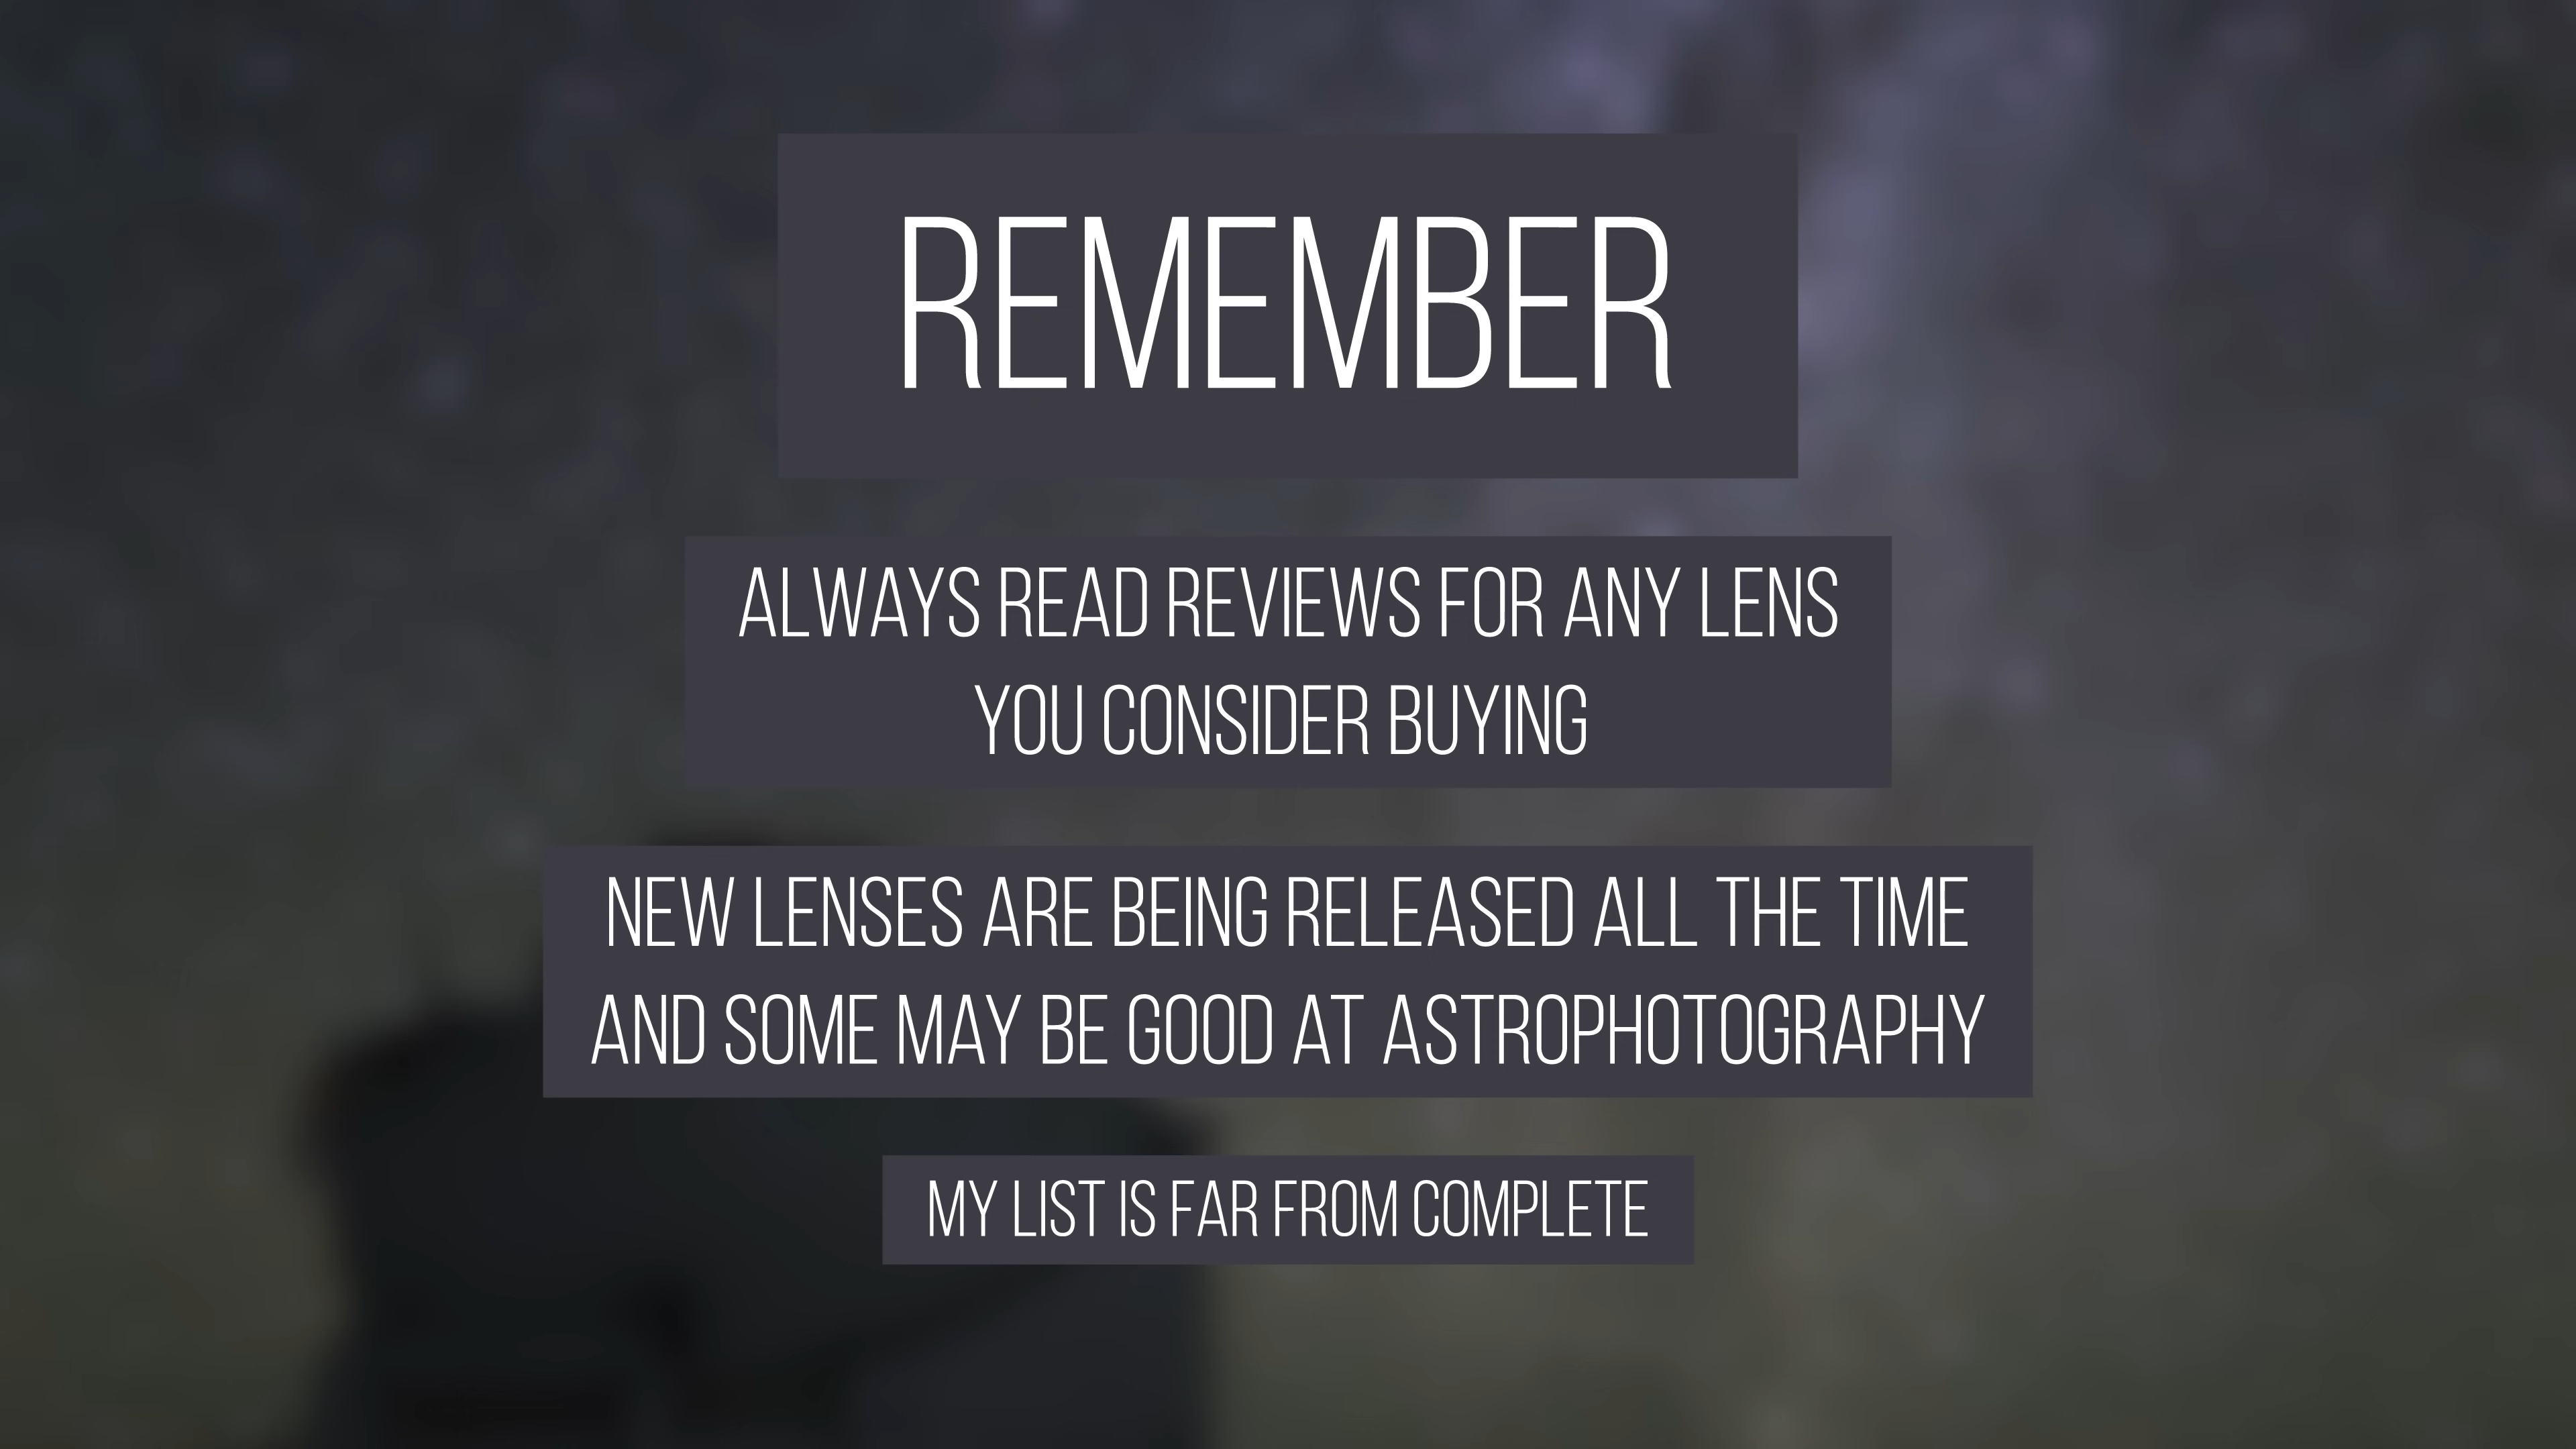 REMEMBER
ALWAYS READ REVIEWS FOR ANY LENS
YOU CONSIDER BUYING
NEW LENSES ARE BEING RELEASED ALL THE TIME
AND SOME MAY BE GOOD AT ASTROPHOTOGRAPHY
MY LIST IS FAR FROM COMPLETE